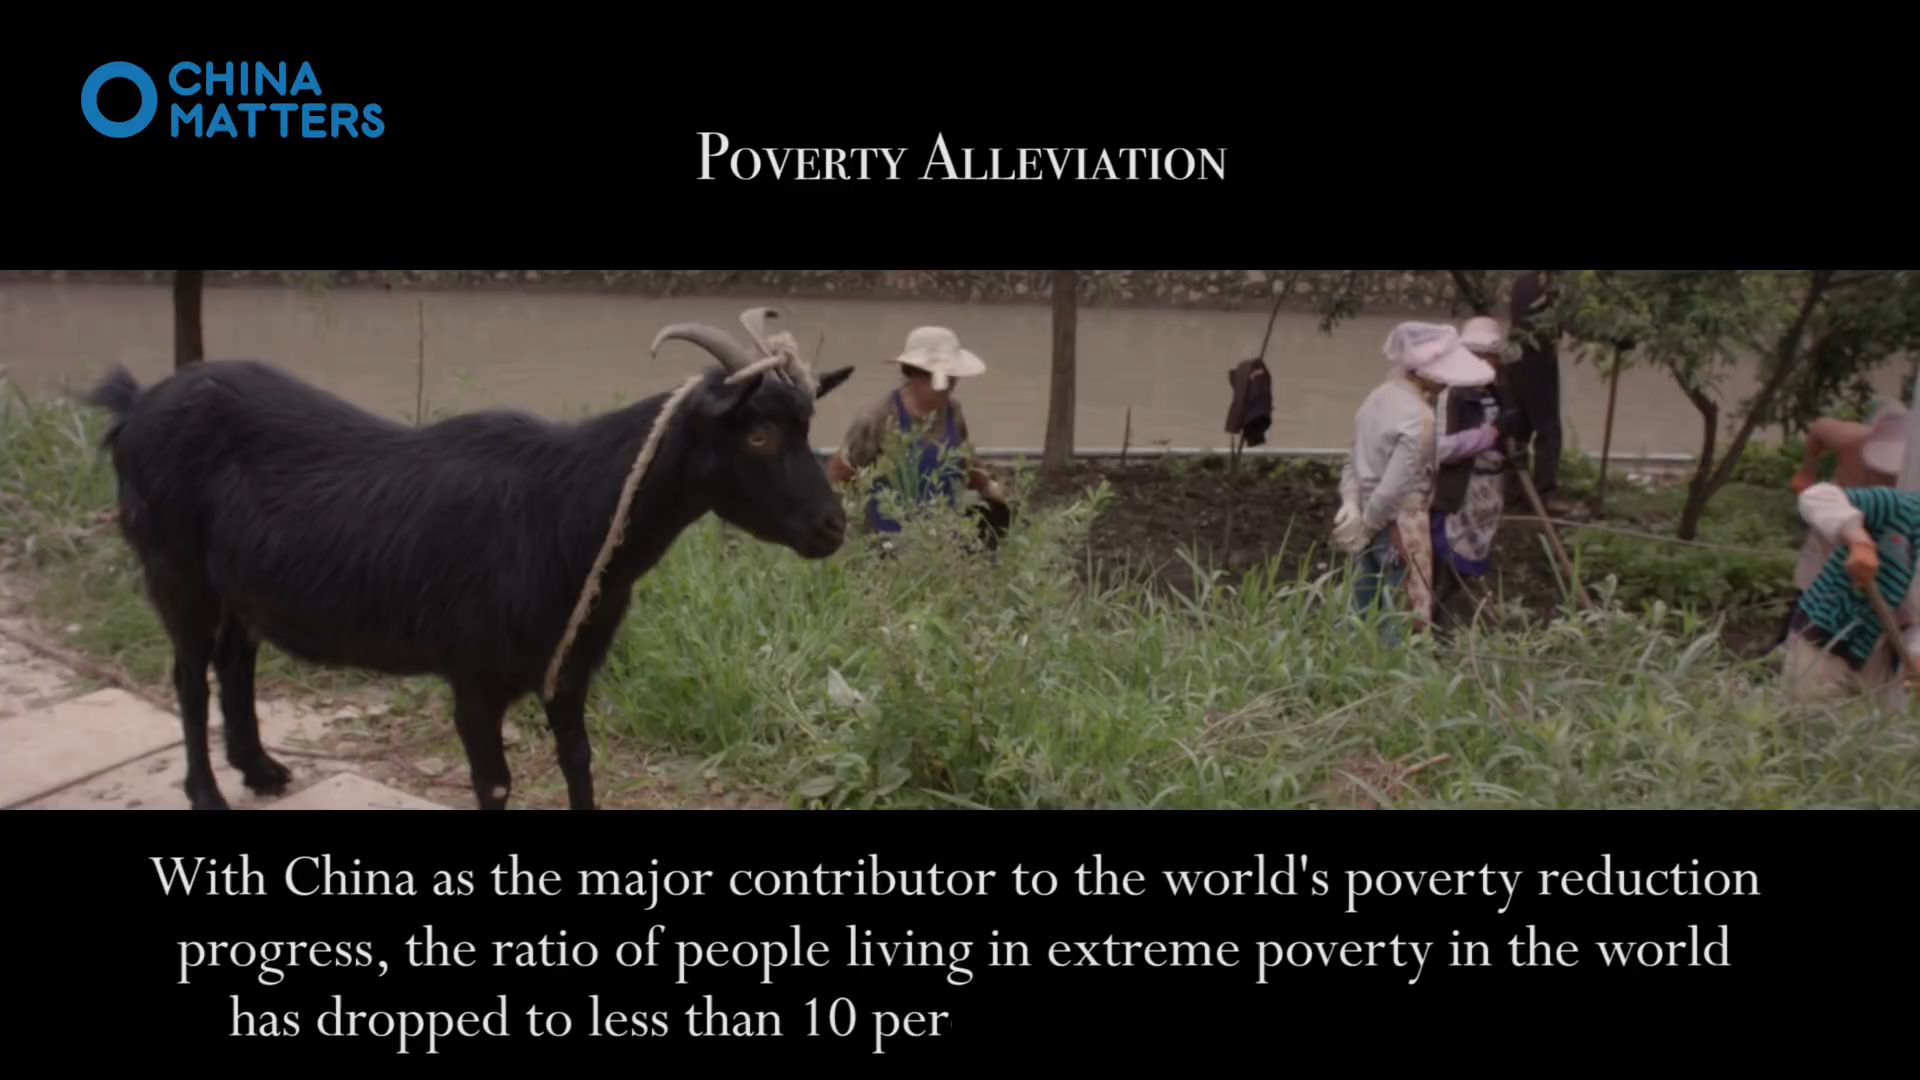 CHINA
MATTERS
POVERTY ALLEVIATION
With China as the major contributor to the world's poverty reduction
progress, the ratio of people living in extreme poverty in the world
has dropped to less than 10 per